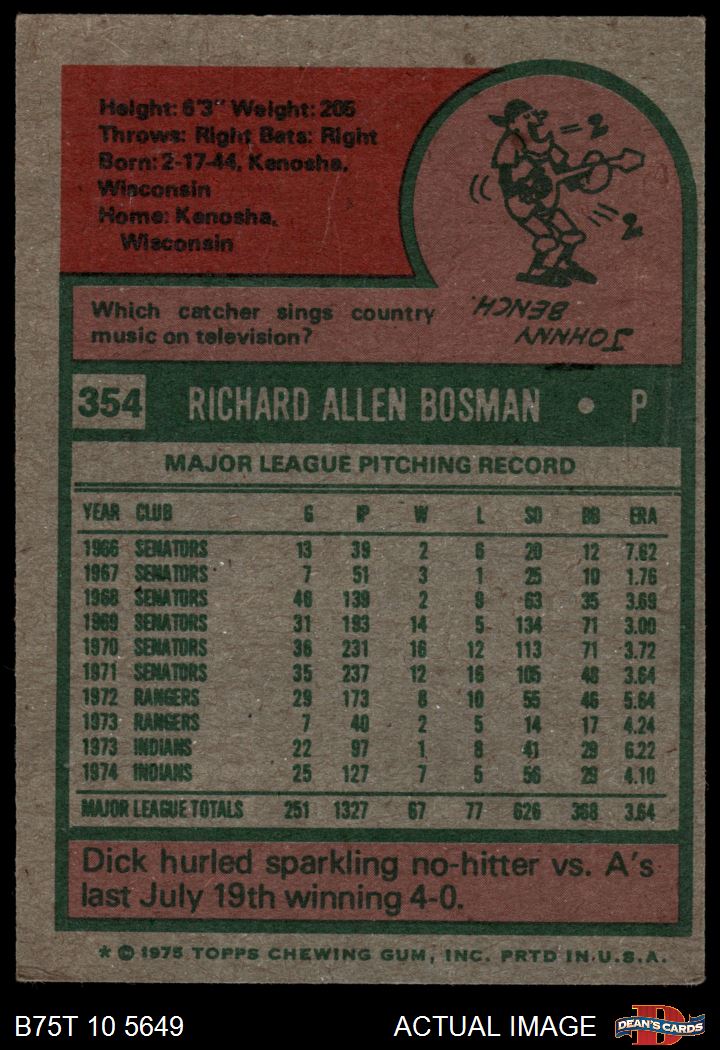 Height: 6'3" Weight: 205
Throws: Right Bats: Right
Born: 2-17-44, Kenosha,
Wisconsin
Home: Kenosha,
Wisconsin
Which catcher sings country
music on television?
JOHNNY
BENCH.
354 RICHARD ALLEN BOSMAN • P
MAJOR LEAGUE PITCHING RECORD
YEAR CLUB G IP W L SO BB ERA
1966 SENATORS 13 39 2 6 20 12 7.62
1967 SENATORS 7 51 3 1 25 10 1.76
1968 SENATORS 46 139 2 9 63 35 3.69
1969 SENATORS 31 193 14 5 134 71 3.00
1970 SENATORS 36 231 16 12 113 71 3.72
1971 SENATORS 35 237 12 16 105 48 3.64
1972 RANGERS 29 173 8 10 55 46 5.64
1973 RANGERS 7 40 2 5 14 17 4.24
1973 INDIANS 22 97 1 8 41 29 6.22
1974 INDIANS 25 127 7 5 56 29 4.10
MAJOR LEAGUE TOTALS 251 1327 67 77 626 368 3.64
Dick hurled sparkling no-hitter vs. A's
last July 19th winning 4-0.
* © 1975 TOPPS CHEWING GUM, INC. PRTD IN U.S.A.
B75T 10 5649 ACTUAL IMAGE DEAN'S CARDS